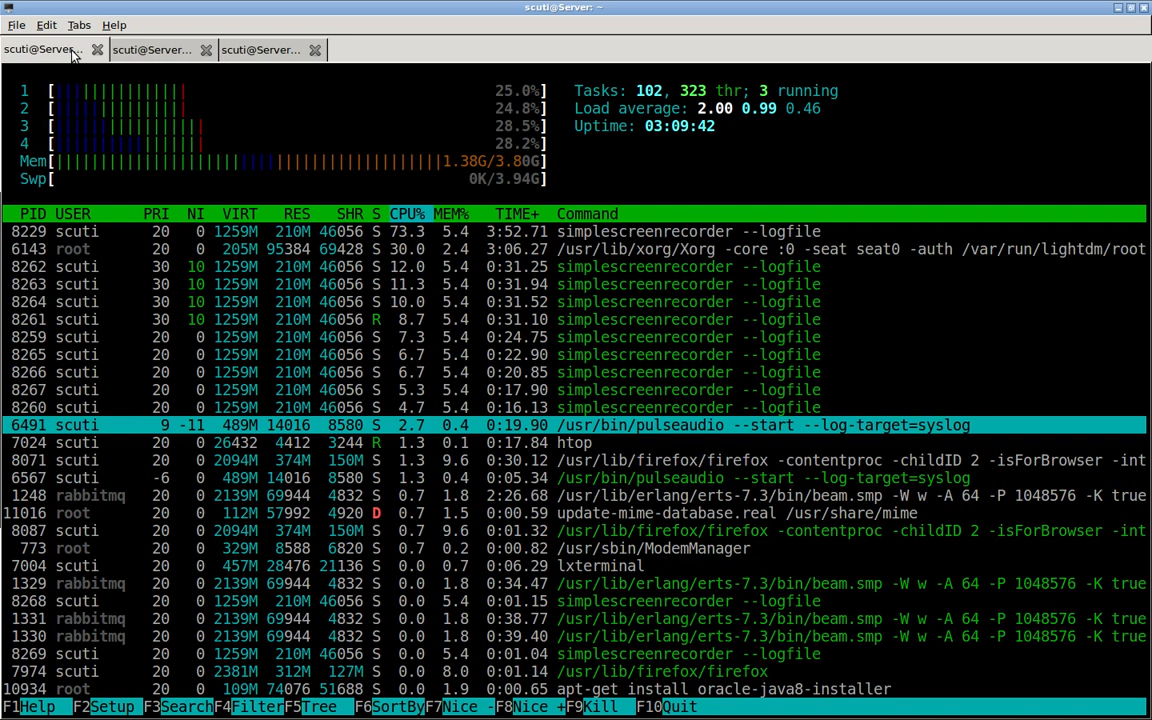 scuti@Server: ~
File Edit Tabs Help
scuti@Server... scuti@Server... scuti@Server...
1 [ 25.0%] Tasks: 102, 323 thr; 3 running
2 [ 24.8%] Load average: 2.00 0.99 0.46
3 [ 28.5%] Uptime: 03:09:42
4 [ 28.2%]
Mem[ 1.38G/3.80G]
Swp[ 0K/3.94G]
PID USER PRI NI VIRT RES SHR S CPU% MEM% TIME+ Command
8229 scuti 20 0 1259M 210M 46056 S 73.3 5.4 3:52.71 simplescreenrecorder --logfile
6143 root 20 0 205M 95384 69428 S 30.0 2.4 3:06.27 /usr/lib/xorg/Xorg -core :0 -seat seat0 -auth /var/run/lightdm/root
8262 scuti 30 10 1259M 210M 46056 S 12.0 5.4 0:31.25 simplescreenrecorder --logfile
8263 scuti 30 10 1259M 210M 46056 S 11.3 5.4 0:31.94 simplescreenrecorder --logfile
8264 scuti 30 10 1259M 210M 46056 S 10.0 5.4 0:31.52 simplescreenrecorder --logfile
8261 scuti 30 10 1259M 210M 46056 R 8.7 5.4 0:31.10 simplescreenrecorder --logfile
8259 scuti 20 0 1259M 210M 46056 S 7.3 5.4 0:24.75 simplescreenrecorder --logfile
8265 scuti 20 0 1259M 210M 46056 S 6.7 5.4 0:22.90 simplescreenrecorder --logfile
8266 scuti 20 0 1259M 210M 46056 S 6.7 5.4 0:20.85 simplescreenrecorder --logfile
8267 scuti 20 0 1259M 210M 46056 S 5.3 5.4 0:17.90 simplescreenrecorder --logfile
8260 scuti 20 0 1259M 210M 46056 S 4.7 5.4 0:16.13 simplescreenrecorder --logfile
6491 scuti 9 -11 489M 14016 8580 S 2.7 0.4 0:19.90 /usr/bin/pulseaudio --start --log-target=syslog
7024 scuti 20 0 26432 4412 3244 R 1.3 0.1 0:17.84 htop
8071 scuti 20 0 2094M 374M 150M S 1.3 9.6 0:30.12 /usr/lib/firefox/firefox -contentproc -childID 2 -isForBrowser -int
6567 scuti -6 0 489M 14016 8580 S 1.3 0.4 0:05.34 /usr/bin/pulseaudio --start --log-target=syslog
1248 rabbitmq 20 0 2139M 69944 4832 S 0.7 1.8 2:26.68 /usr/lib/erlang/erts-7.3/bin/beam.smp -W w -A 64 -P 1048576 -K true
11016 root 20 0 112M 57992 4920 D 0.7 1.5 0:00.59 update-mime-database.real /usr/share/mime
8087 scuti 20 0 2094M 374M 150M S 0.7 9.6 0:01.32 /usr/lib/firefox/firefox -contentproc -childID 2 -isForBrowser -int
773 root 20 0 329M 8588 6820 S 0.7 0.2 0:00.82 /usr/sbin/ModemManager
7004 scuti 20 0 457M 28476 21136 S 0.0 0.7 0:06.29 lxterminal
1329 rabbitmq 20 0 2139M 69944 4832 S 0.0 1.8 0:34.47 /usr/lib/erlang/erts-7.3/bin/beam.smp -W w -A 64 -P 1048576 -K true
8268 scuti 20 0 1259M 210M 46056 S 0.0 5.4 0:01.15 simplescreenrecorder --logfile
1331 rabbitmq 20 0 2139M 69944 4832 S 0.0 1.8 0:38.77 /usr/lib/erlang/erts-7.3/bin/beam.smp -W w -A 64 -P 1048576 -K true
1330 rabbitmq 20 0 2139M 69944 4832 S 0.0 1.8 0:39.40 /usr/lib/erlang/erts-7.3/bin/beam.smp -W w -A 64 -P 1048576 -K true
8269 scuti 20 0 1259M 210M 46056 S 0.0 5.4 0:01.04 simplescreenrecorder --logfile
7974 scuti 20 0 2381M 312M 127M S 0.0 8.0 0:01.14 /usr/lib/firefox/firefox
10934 root 20 0 109M 74076 51688 S 0.0 1.9 0:00.65 apt-get install oracle-java8-installer
F1Help F2Setup F3SearchF4FilterF5Tree F6SortByF7Nice -F8Nice +F9Kill F10Quit